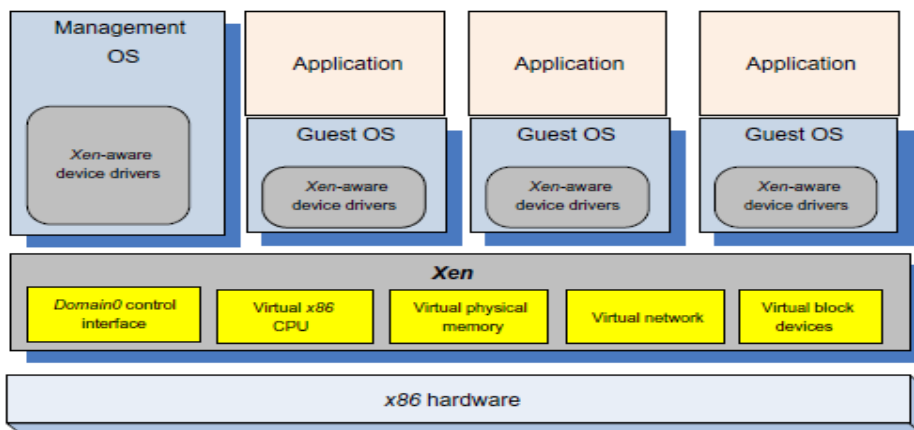 Management
OS
Xen-aware
device drivers
Application
Guest OS
Xen-aware
device drivers
Application
Guest OS
Xen-aware
device drivers
Application
Guest OS
Xen-aware
device drivers
Xen
Domain0 control
interface
Virtual x86
CPU
Virtual physical
memory
Virtual network
Virtual block
devices
x86 hardware